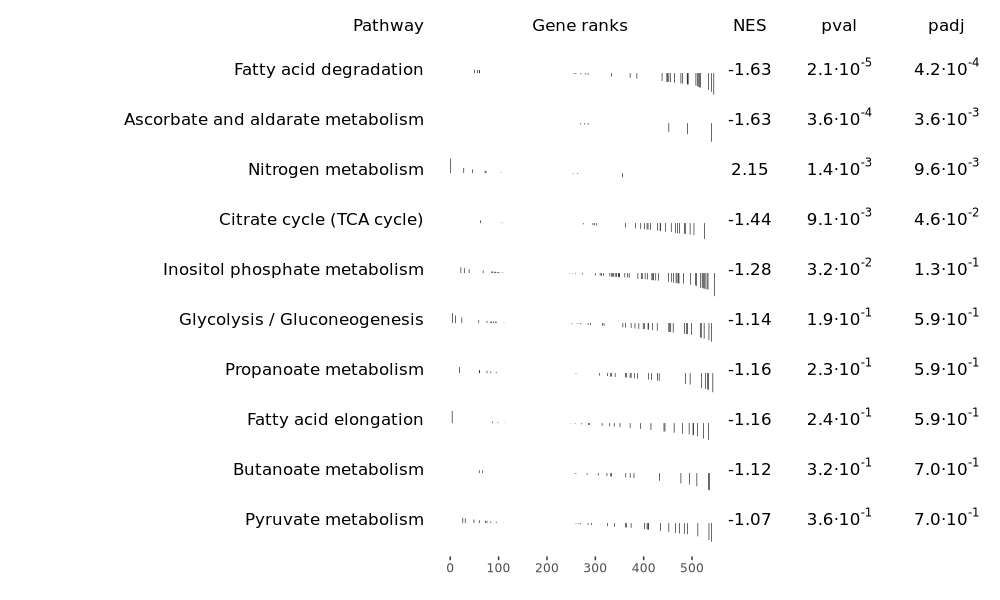 Pathway Gene ranks NES pval padj
Fatty acid degradation -1.63 2.1·10⁻⁵ 4.2·10⁻⁴
Ascorbate and aldarate metabolism -1.63 3.6·10⁻⁴ 3.6·10⁻³
Nitrogen metabolism 2.15 1.4·10⁻³ 9.6·10⁻³
Citrate cycle (TCA cycle) -1.44 9.1·10⁻³ 4.6·10⁻²
Inositol phosphate metabolism -1.28 3.2·10⁻² 1.3·10⁻¹
Glycolysis / Gluconeogenesis -1.14 1.9·10⁻¹ 5.9·10⁻¹
Propanoate metabolism -1.16 2.3·10⁻¹ 5.9·10⁻¹
Fatty acid elongation -1.16 2.4·10⁻¹ 5.9·10⁻¹
Butanoate metabolism -1.12 3.2·10⁻¹ 7.0·10⁻¹
Pyruvate metabolism -1.07 3.6·10⁻¹ 7.0·10⁻¹
0 100 200 300 400 500